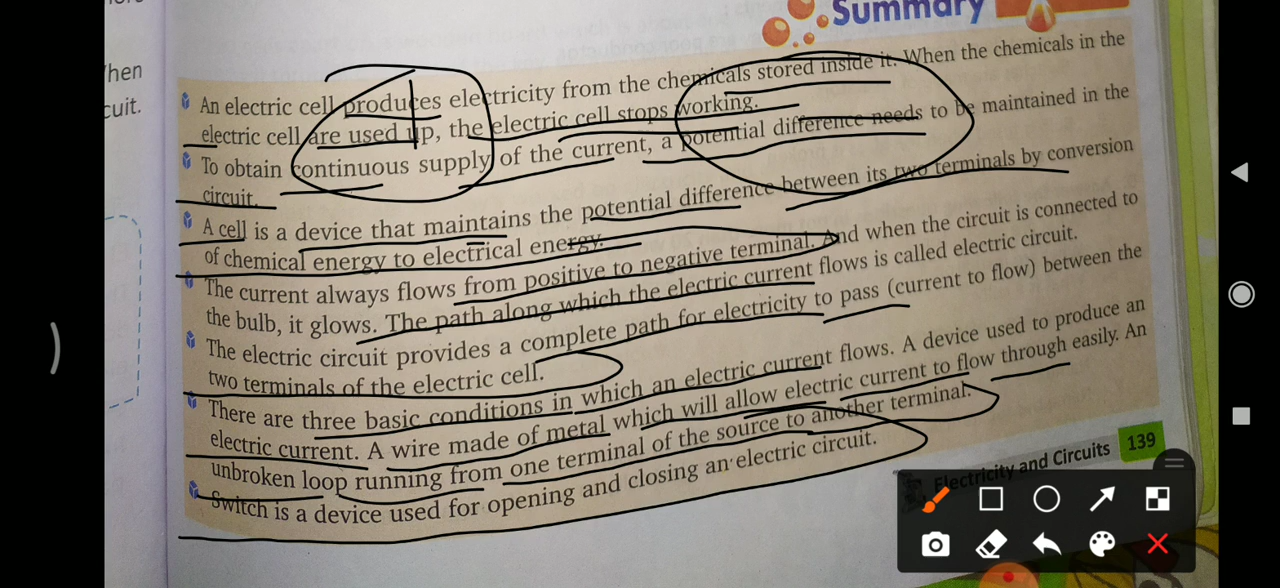 Summary
hen
cuit.
An electric cell produces electricity from the chemicals stored inside it. When the chemicals in the
electric cell are used up, the electric cell stops working.
To obtain continuous supply of the current, a potential difference needs to be maintained in the
circuit.
A cell is a device that maintains the potential difference between its two terminals by conversion
of chemical energy to electrical energy.
The current always flows from positive to negative terminal. And when the circuit is connected to
the bulb, it glows. The path along which the electric current flows is called electric circuit.
The electric circuit provides a complete path for electricity to pass (current to flow) between the
two terminals of the electric cell.
There are three basic conditions in which an electric current flows. A device used to produce an
electric current. A wire made of metal which will allow electric current to flow through easily. An
unbroken loop running from one terminal of the source to another terminal.
Switch is a device used for opening and closing an electric circuit.
Electricity and Circuits 139